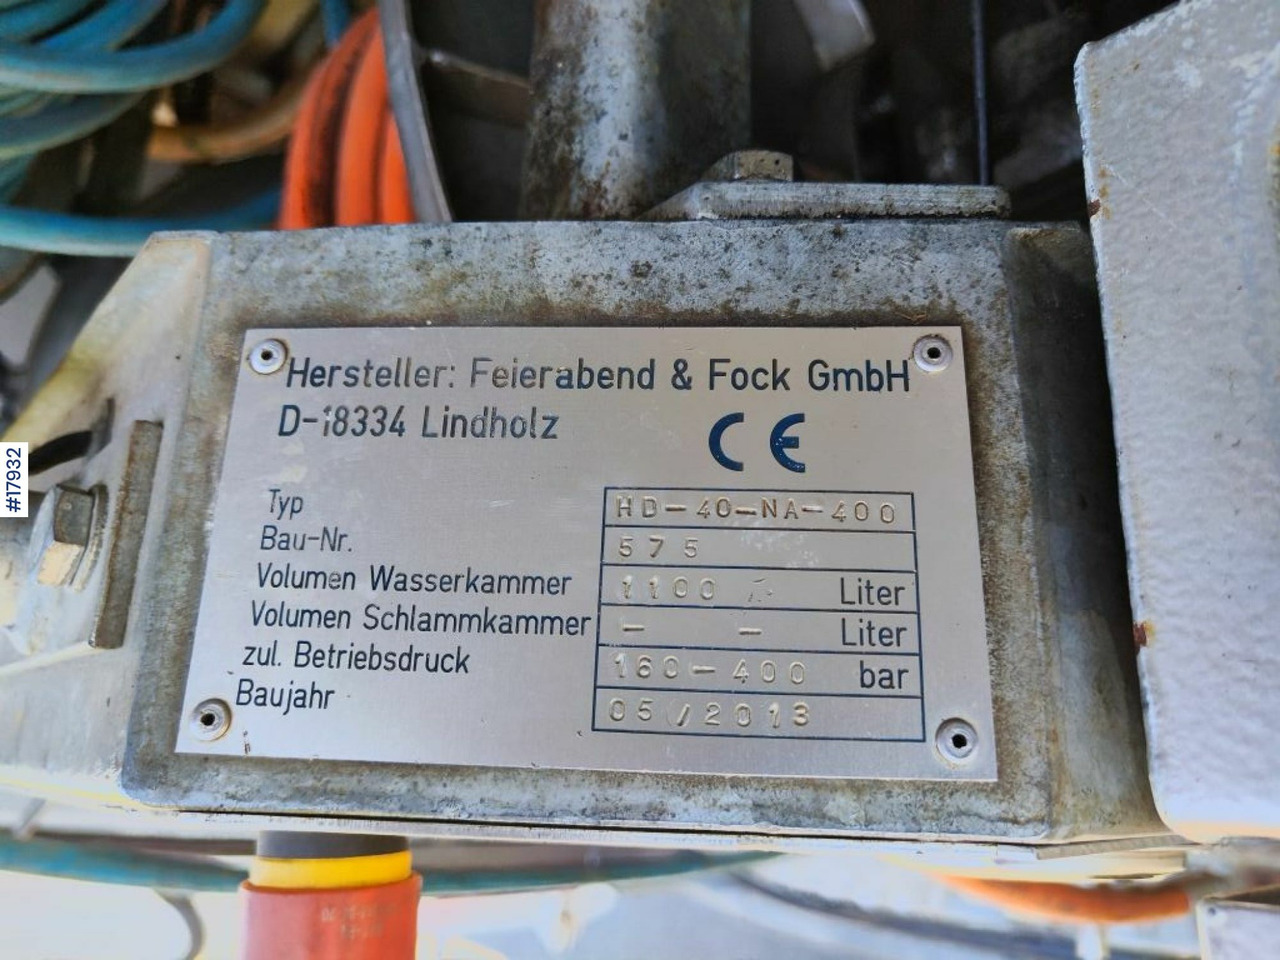 Hersteller: Feierabend & Fock GmbH
D-18334 Lindholz
CE
Typ HD-40-NA-400
Bau-Nr. 575
Volumen Wasserkammer 1100 Liter
Volumen Schlammkammer - - Liter
zul. Betriebsdruck 160-400 bar
Baujahr 05/2013
#17932